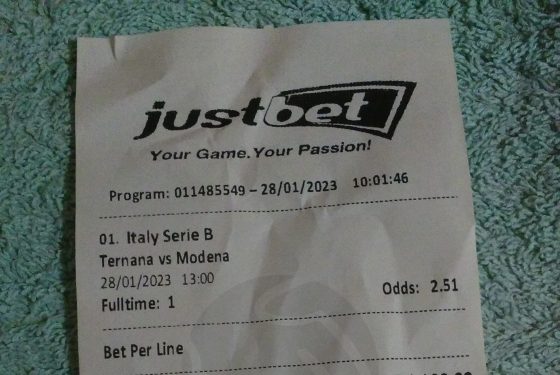 justbet
Your Game.Your Passion!
Program: 011485549 – 28/01/2023 10:01:46
01. Italy Serie B
Ternana vs Modena
28/01/2023 13:00
Fulltime: 1 Odds: 2.51
Bet Per Line